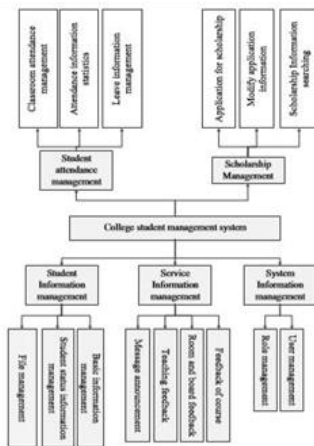 Classroom attendance
management
Attendance information
statistics
Leave information
management
Application for scholarship
Modify application
information
Scholarship Information
searching
Student
attendance
management
Scholarship
Management
College student management system
Student
Information
management
Service
Information
management
System
Information
management
File management
Student status information
management
Basic information
management
Message announcement
Teaching feedback
Room and board feedback
Feedback of course
Role management
User management